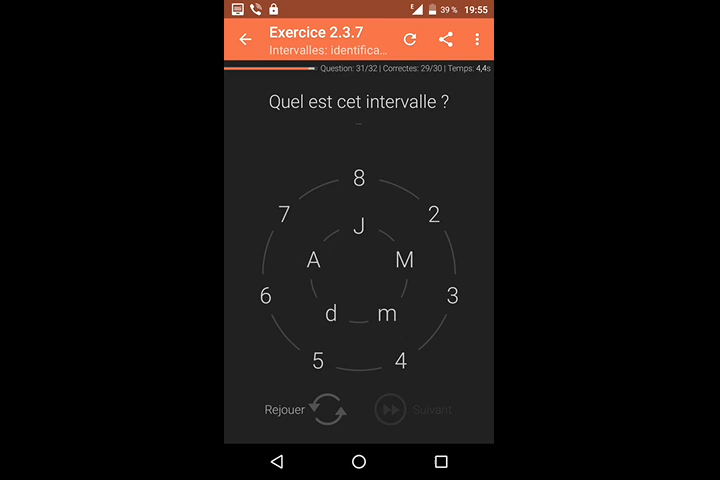 E 39 % 19:55
Exercice 2.3.7
Intervalles: identifica...
Question: 31/32 | Correctes: 29/30 | Temps: 4,4s
Quel est cet intervalle ?
8
7 2
J
A M
6 3
d m
5 4
Rejouer Suivant